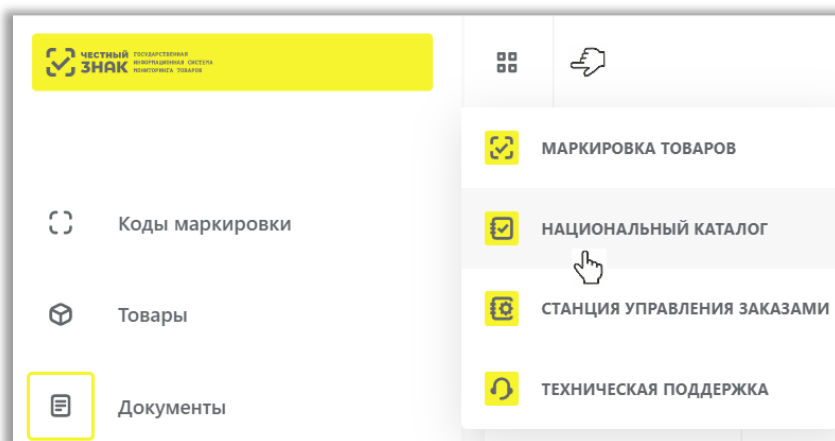 ЧЕСТНЫЙ
ЗНАК
ГОСУДАРСТВЕННАЯ
ИНФОРМАЦИОННАЯ СИСТЕМА
МОНИТОРИНГА ТОВАРОВ
МАРКИРОВКА ТОВАРОВ
Коды маркировки
НАЦИОНАЛЬНЫЙ КАТАЛОГ
Товары
СТАНЦИЯ УПРАВЛЕНИЯ ЗАКАЗАМИ
Документы
ТЕХНИЧЕСКАЯ ПОДДЕРЖКА